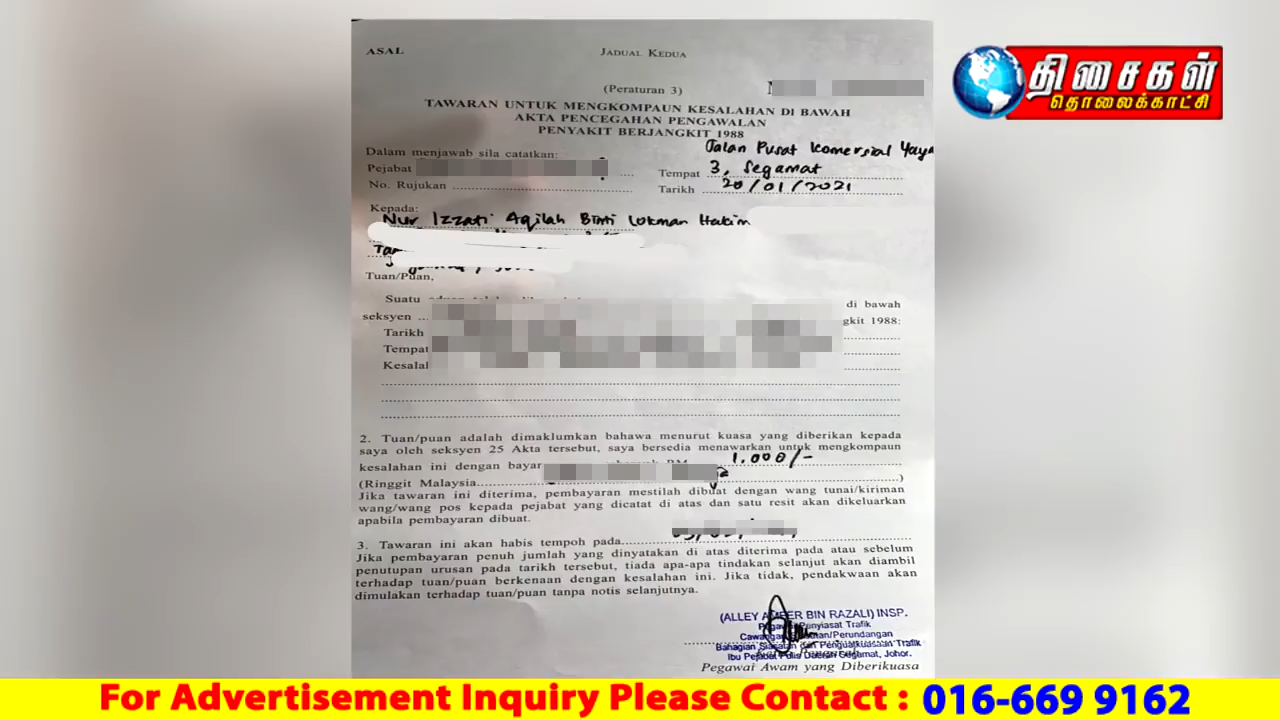 ASAL
JADUAL KEDUA
(Peraturan 3)
திசைகள்
தொலைக்காட்சி
TAWARAN UNTUK MENGKOMPAUN KESALAHAN DI BAWAH
AKTA PENCEGAHAN PENGAWALAN
PENYAKIT BERJANGKIT 1988
Dalam menjawab sila catatkan:
Jalan Pusat Komersial Yaya
Pejabat
Tempat 3, Segamat
No. Rujukan
Tarikh 20/01/2021
Kepada:
Nur Izzati Aqilah Binti Lokman Hakim
Tuan/Puan,
Suatu di bawah
seksyen gkit 1988:
Tarikh
Tempat
Kesalal
2. Tuan/puan adalah dimaklumkan bahawa menurut kuasa yang diberikan kepada
saya oleh seksyen 25 Akta tersebut, saya bersedia menawarkan untuk mengkompaun
kesalahan ini dengan bayar 1.000/-
(Ringgit Malaysia)
Jika tawaran ini diterima, pembayaran mestilah dibuat dengan wang tunai/kiriman
wang/wang pos kepada pejabat yang dicatat di atas dan satu resit akan dikeluarkan
apabila pembayaran dibuat.
3. Tawaran ini akan habis tempoh pada
Jika pembayaran penuh jumlah yang dinyatakan di atas diterima pada atau sebelum
penutupan urusan pada tarikh tersebut, tiada apa-apa tindakan selanjut akan diambil
terhadap tuan/puan berkenaan dengan kesalahan ini. Jika tidak, pendakwaan akan
dimulakan terhadap tuan/puan tanpa notis selanjutnya.
(ALLEY AMEER BIN RAZALI) INSP.
Pegawai Penyiasat Trafik
Cawangan Siasatan/Perundangan
Bahagian Siasatan dan Penguatkuasaan Trafik
Ibu Pejabat Polis Daerah Segamat, Johor.
Pegawai Awam yang Diberikuasa
For Advertisement Inquiry Please Contact : 016-669 9162